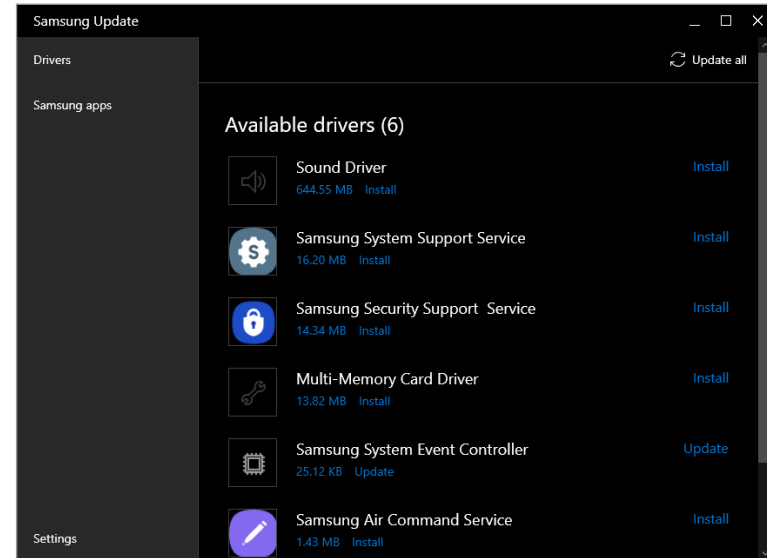 Samsung Update
Drivers
Update all
Samsung apps
Available drivers (6)
Sound Driver
Install
644.55 MB Install
Samsung System Support Service
Install
16.20 MB Install
Samsung Security Support Service
Install
14.34 MB Install
Multi-Memory Card Driver
Install
13.82 MB Install
Samsung System Event Controller
Update
25.12 KB Update
Samsung Air Command Service
Install
1.43 MB Install
Settings